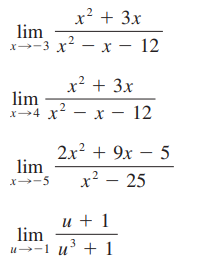 lim x→-3 (x² + 3x)/(x² − x − 12)
lim x→4 (x² + 3x)/(x² − x − 12)
lim x→-5 (2x² + 9x − 5)/(x² − 25)
lim u→-1 (u + 1)/(u³ + 1)